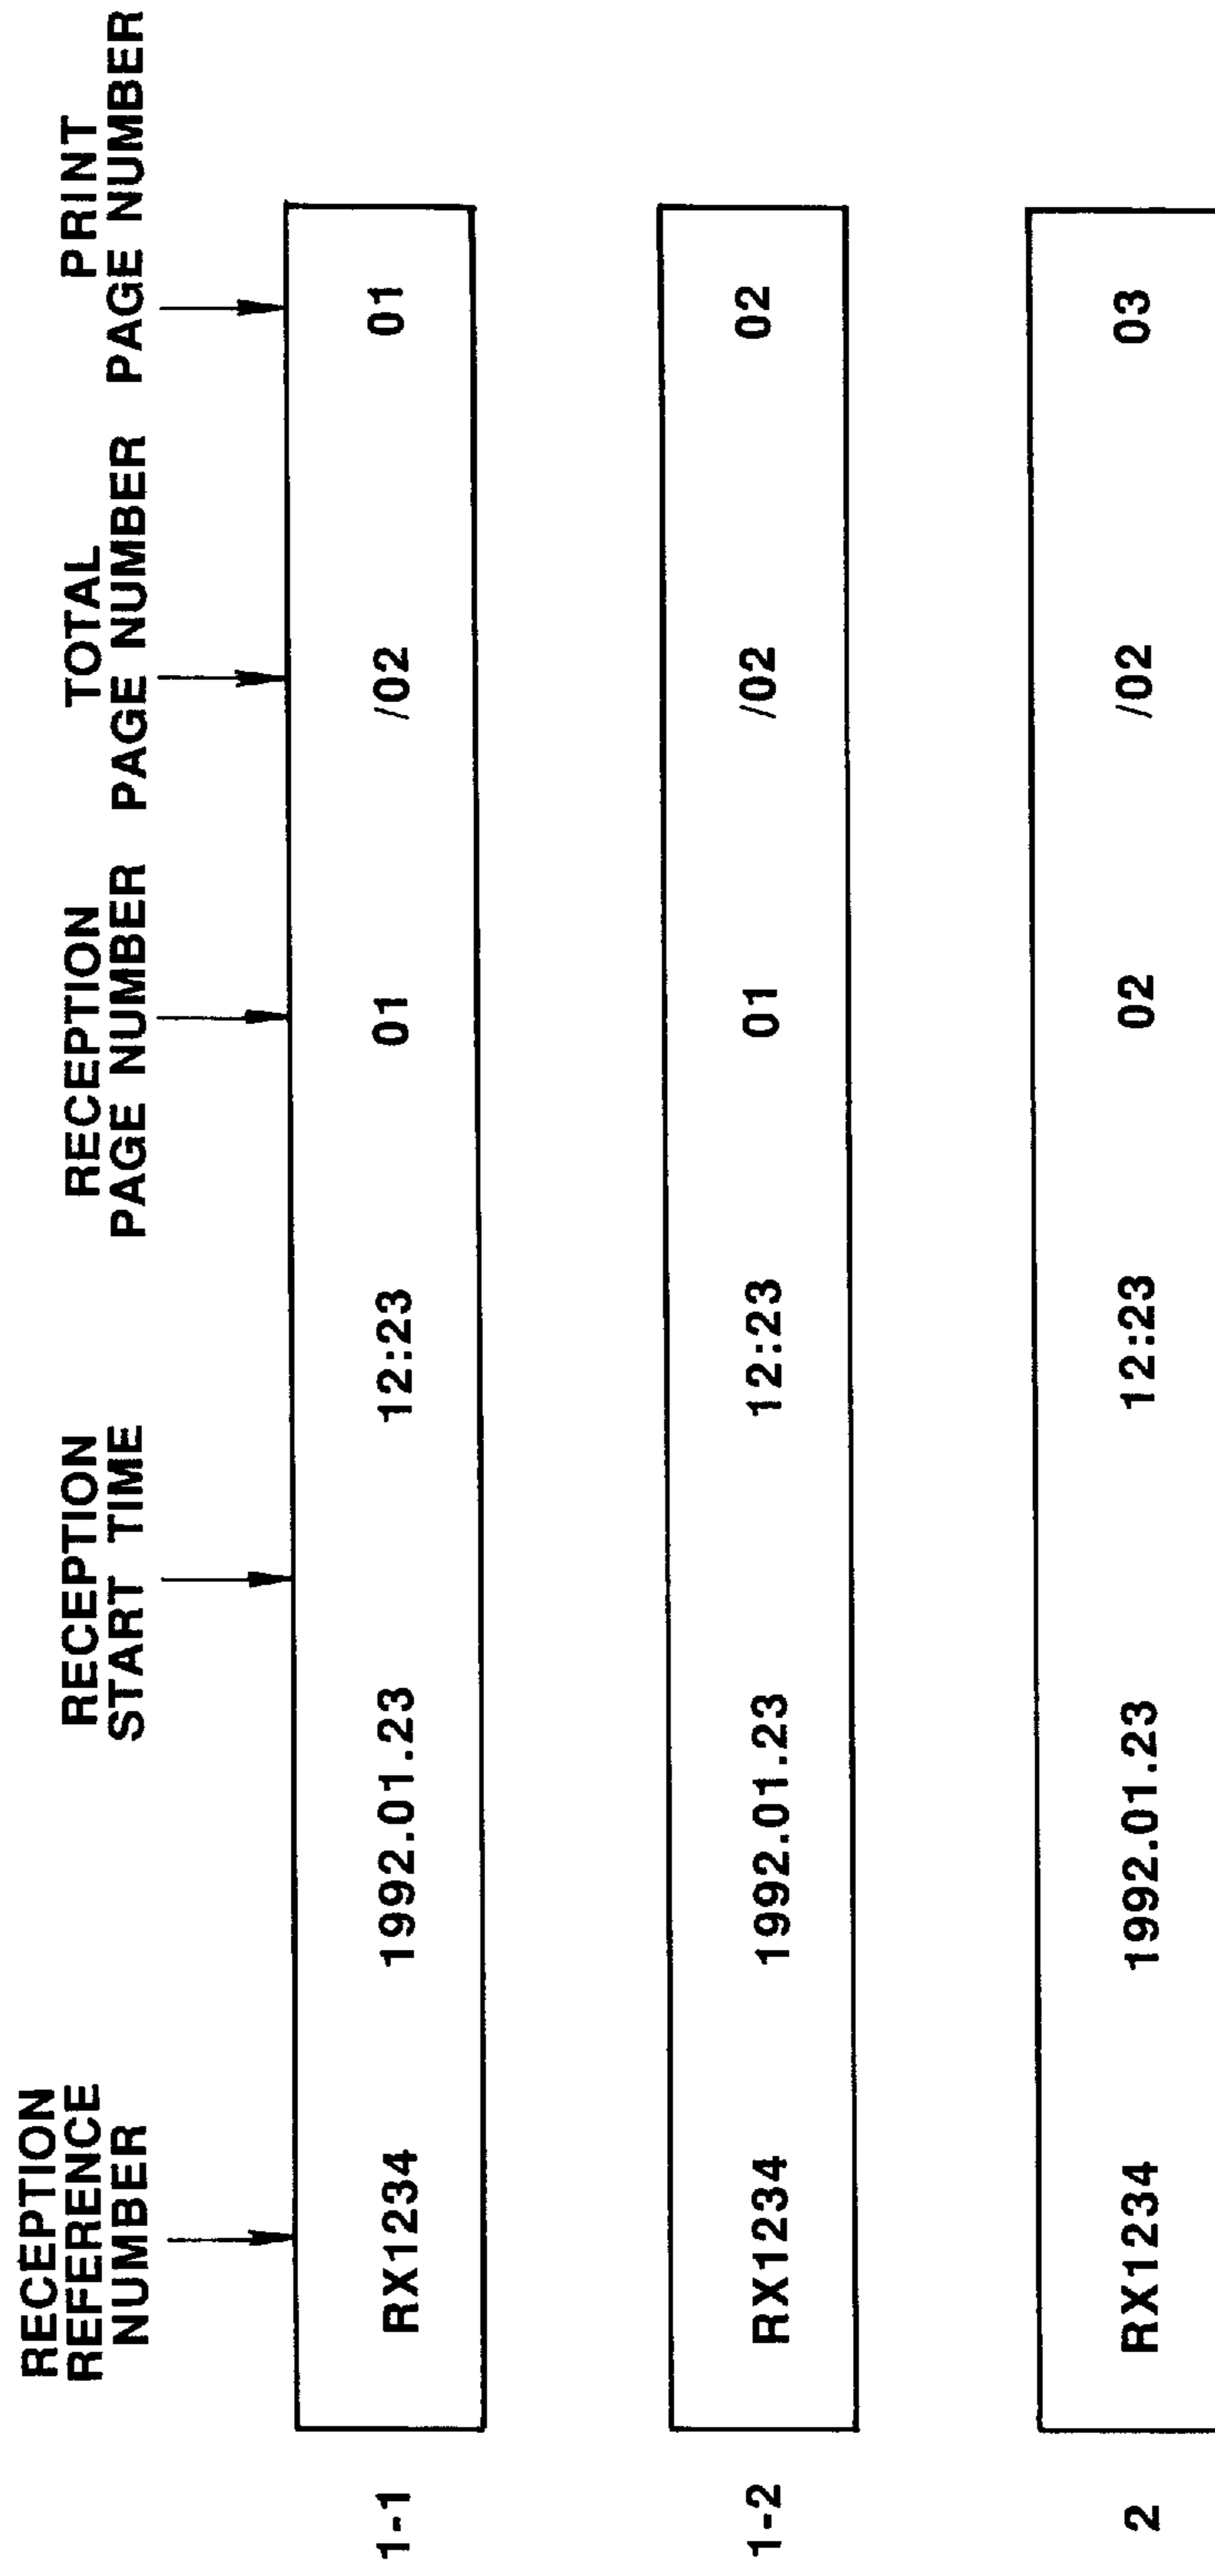 RECEPTION
REFERENCE
NUMBER
RECEPTION
START TIME
RECEPTION
PAGE NUMBER
TOTAL
PAGE NUMBER
PRINT
PAGE NUMBER
1-1 RX1234 1992.01.23 12:23 01 /02 01
1-2 RX1234 1992.01.23 12:23 01 /02 02
2 RX1234 1992.01.23 12:23 02 /02 03